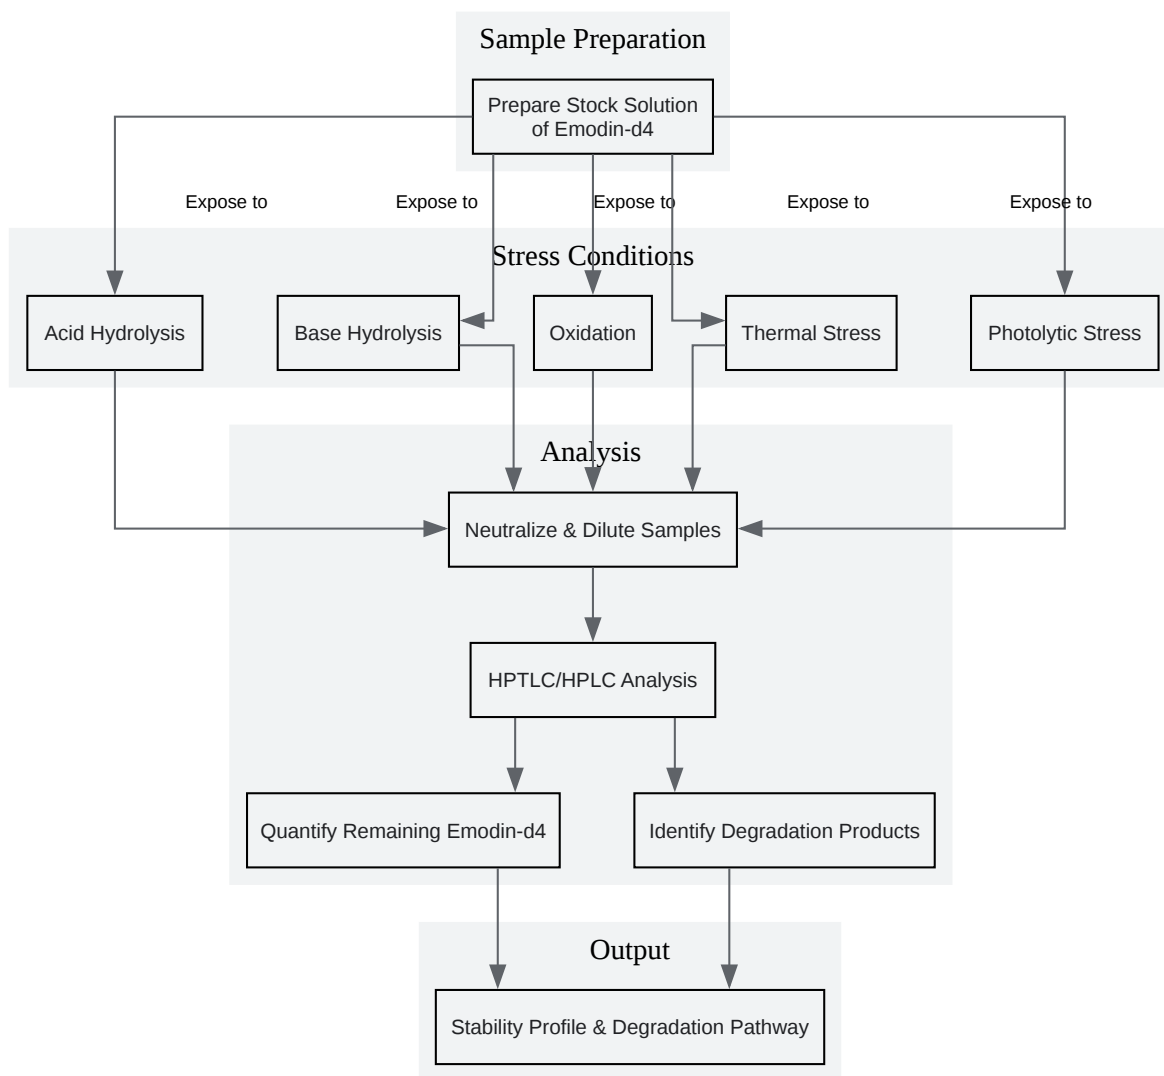 Sample Preparation
Prepare Stock Solution
of Emodin-d4
Expose to
Expose to
Expose to
Expose to
Expose to
Stress Conditions
Acid Hydrolysis
Base Hydrolysis
Oxidation
Thermal Stress
Photolytic Stress
Analysis
Neutralize & Dilute Samples
HPTLC/HPLC Analysis
Quantify Remaining Emodin-d4
Identify Degradation Products
Output
Stability Profile & Degradation Pathway